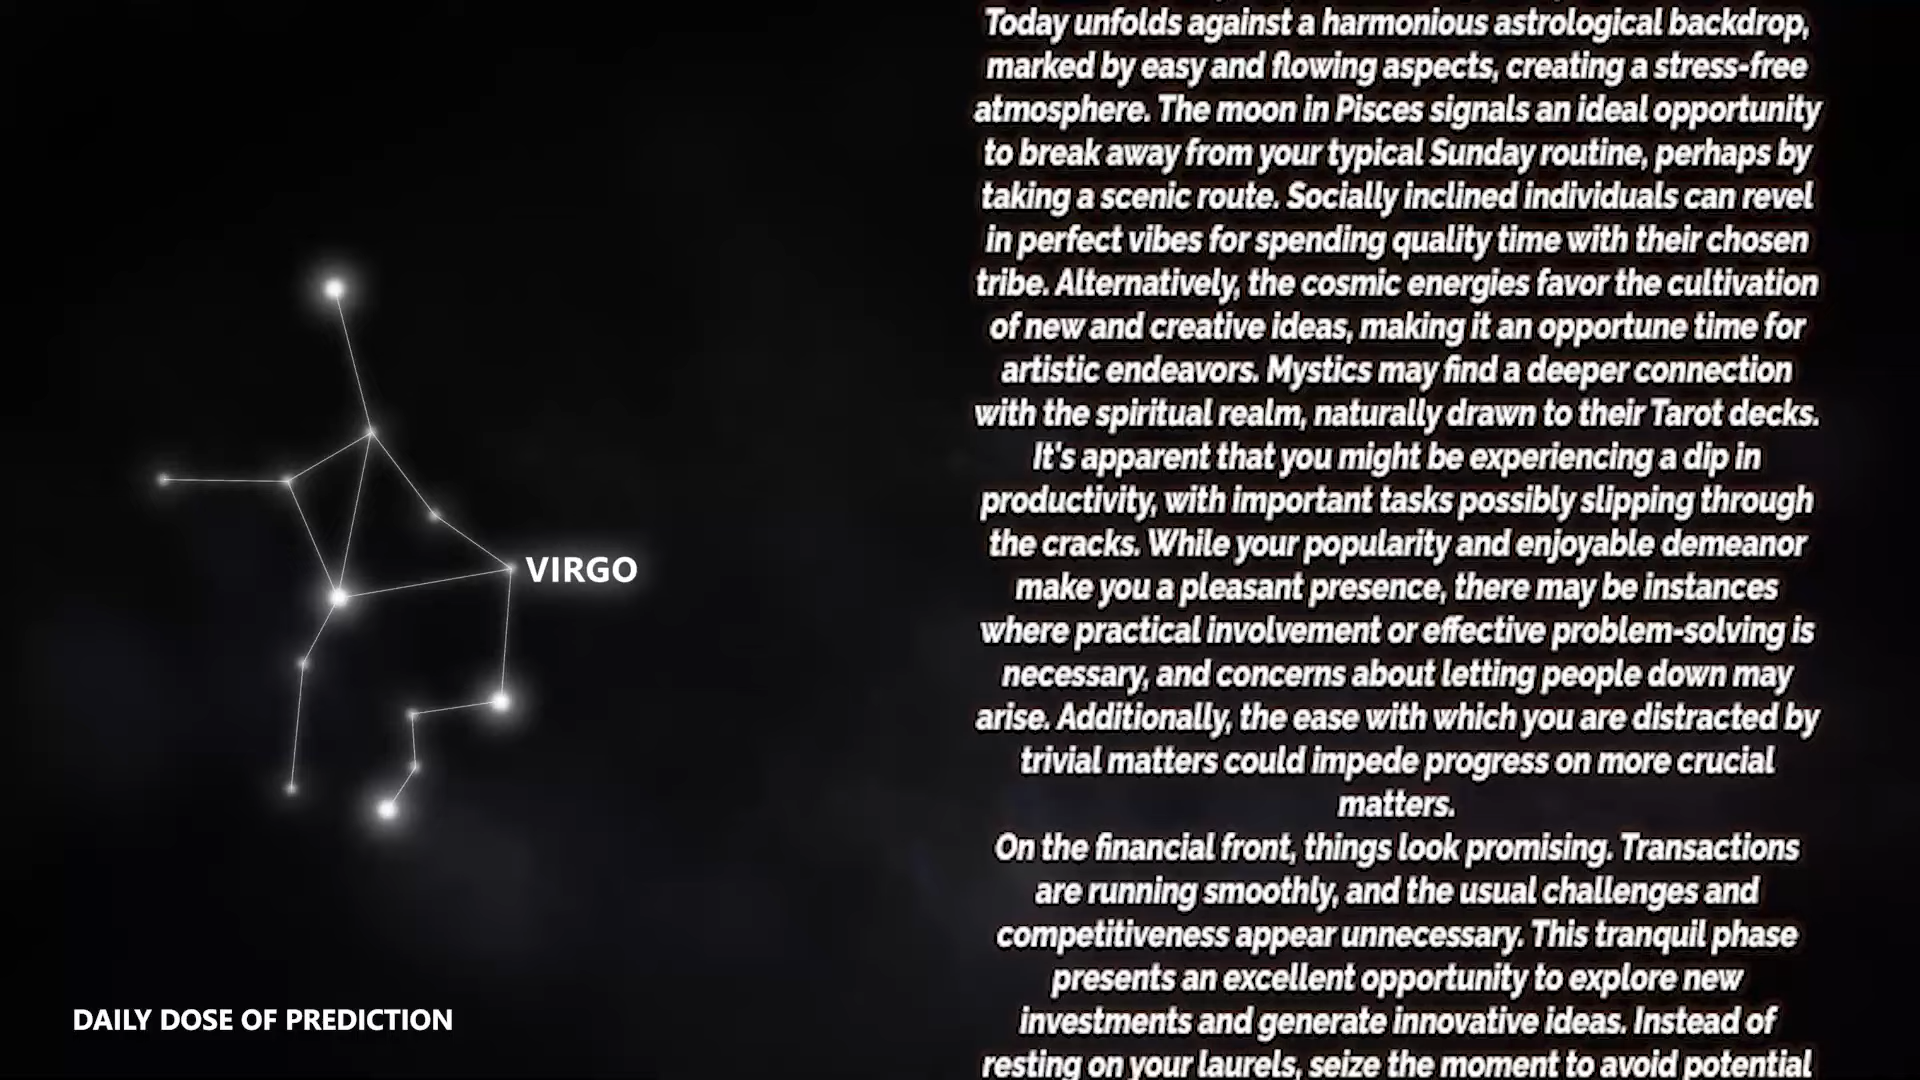 Today unfolds against a harmonious astrological backdrop,
marked by easy and flowing aspects, creating a stress-free
atmosphere. The moon in Pisces signals an ideal opportunity
to break away from your typical Sunday routine, perhaps by
taking a scenic route. Socially inclined individuals can revel
in perfect vibes for spending quality time with their chosen
tribe. Alternatively, the cosmic energies favor the cultivation
of new and creative ideas, making it an opportune time for
artistic endeavors. Mystics may find a deeper connection
with the spiritual realm, naturally drawn to their Tarot decks.
It's apparent that you might be experiencing a dip in
productivity, with important tasks possibly slipping through
the cracks. While your popularity and enjoyable demeanor
make you a pleasant presence, there may be instances
where practical involvement or effective problem-solving is
necessary, and concerns about letting people down may
arise. Additionally, the ease with which you are distracted by
trivial matters could impede progress on more crucial
matters.
On the financial front, things look promising. Transactions
are running smoothly, and the usual challenges and
competitiveness appear unnecessary. This tranquil phase
presents an excellent opportunity to explore new
investments and generate innovative ideas. Instead of
resting on your laurels, seize the moment to avoid potential
VIRGO
DAILY DOSE OF PREDICTION